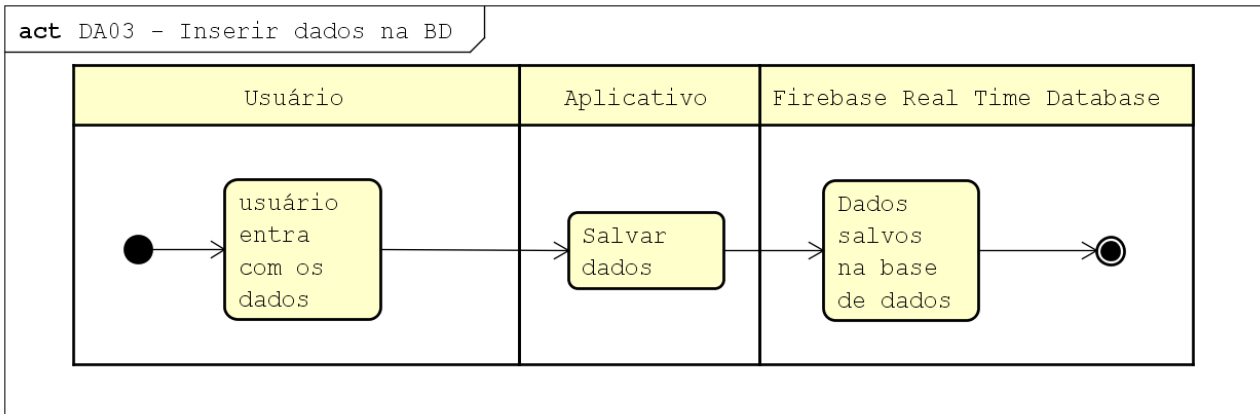 act DA03 - Inserir dados na BD
Usuário
Aplicativo
Firebase Real Time Database
usuário
entra
com os
dados
Salvar
dados
Dados
salvos
na base
de dados